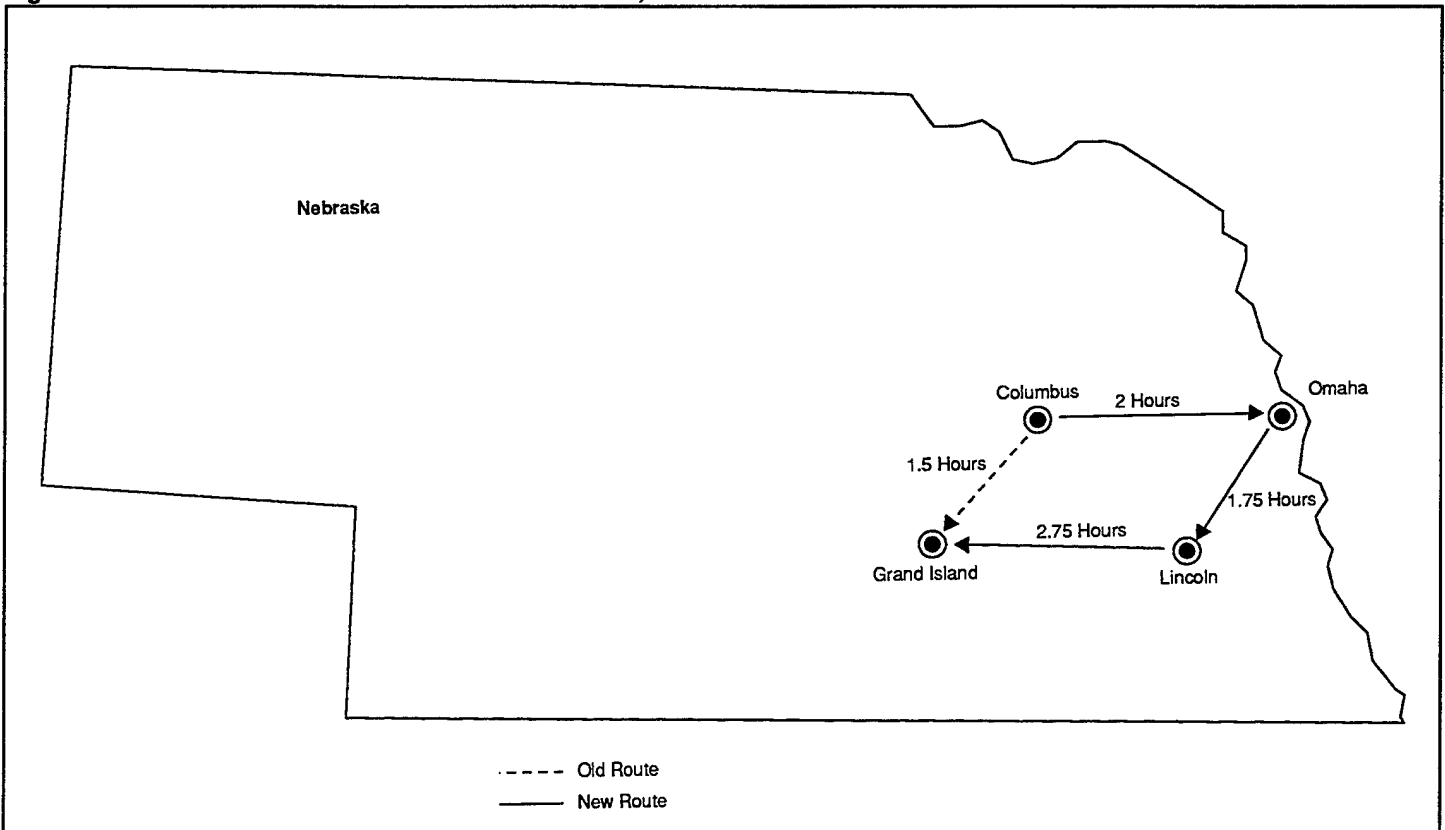 Nebraska
Columbus
Omaha
2 Hours
1.5 Hours
1.75 Hours
2.75 Hours
Grand Island
Lincoln
Old Route
New Route